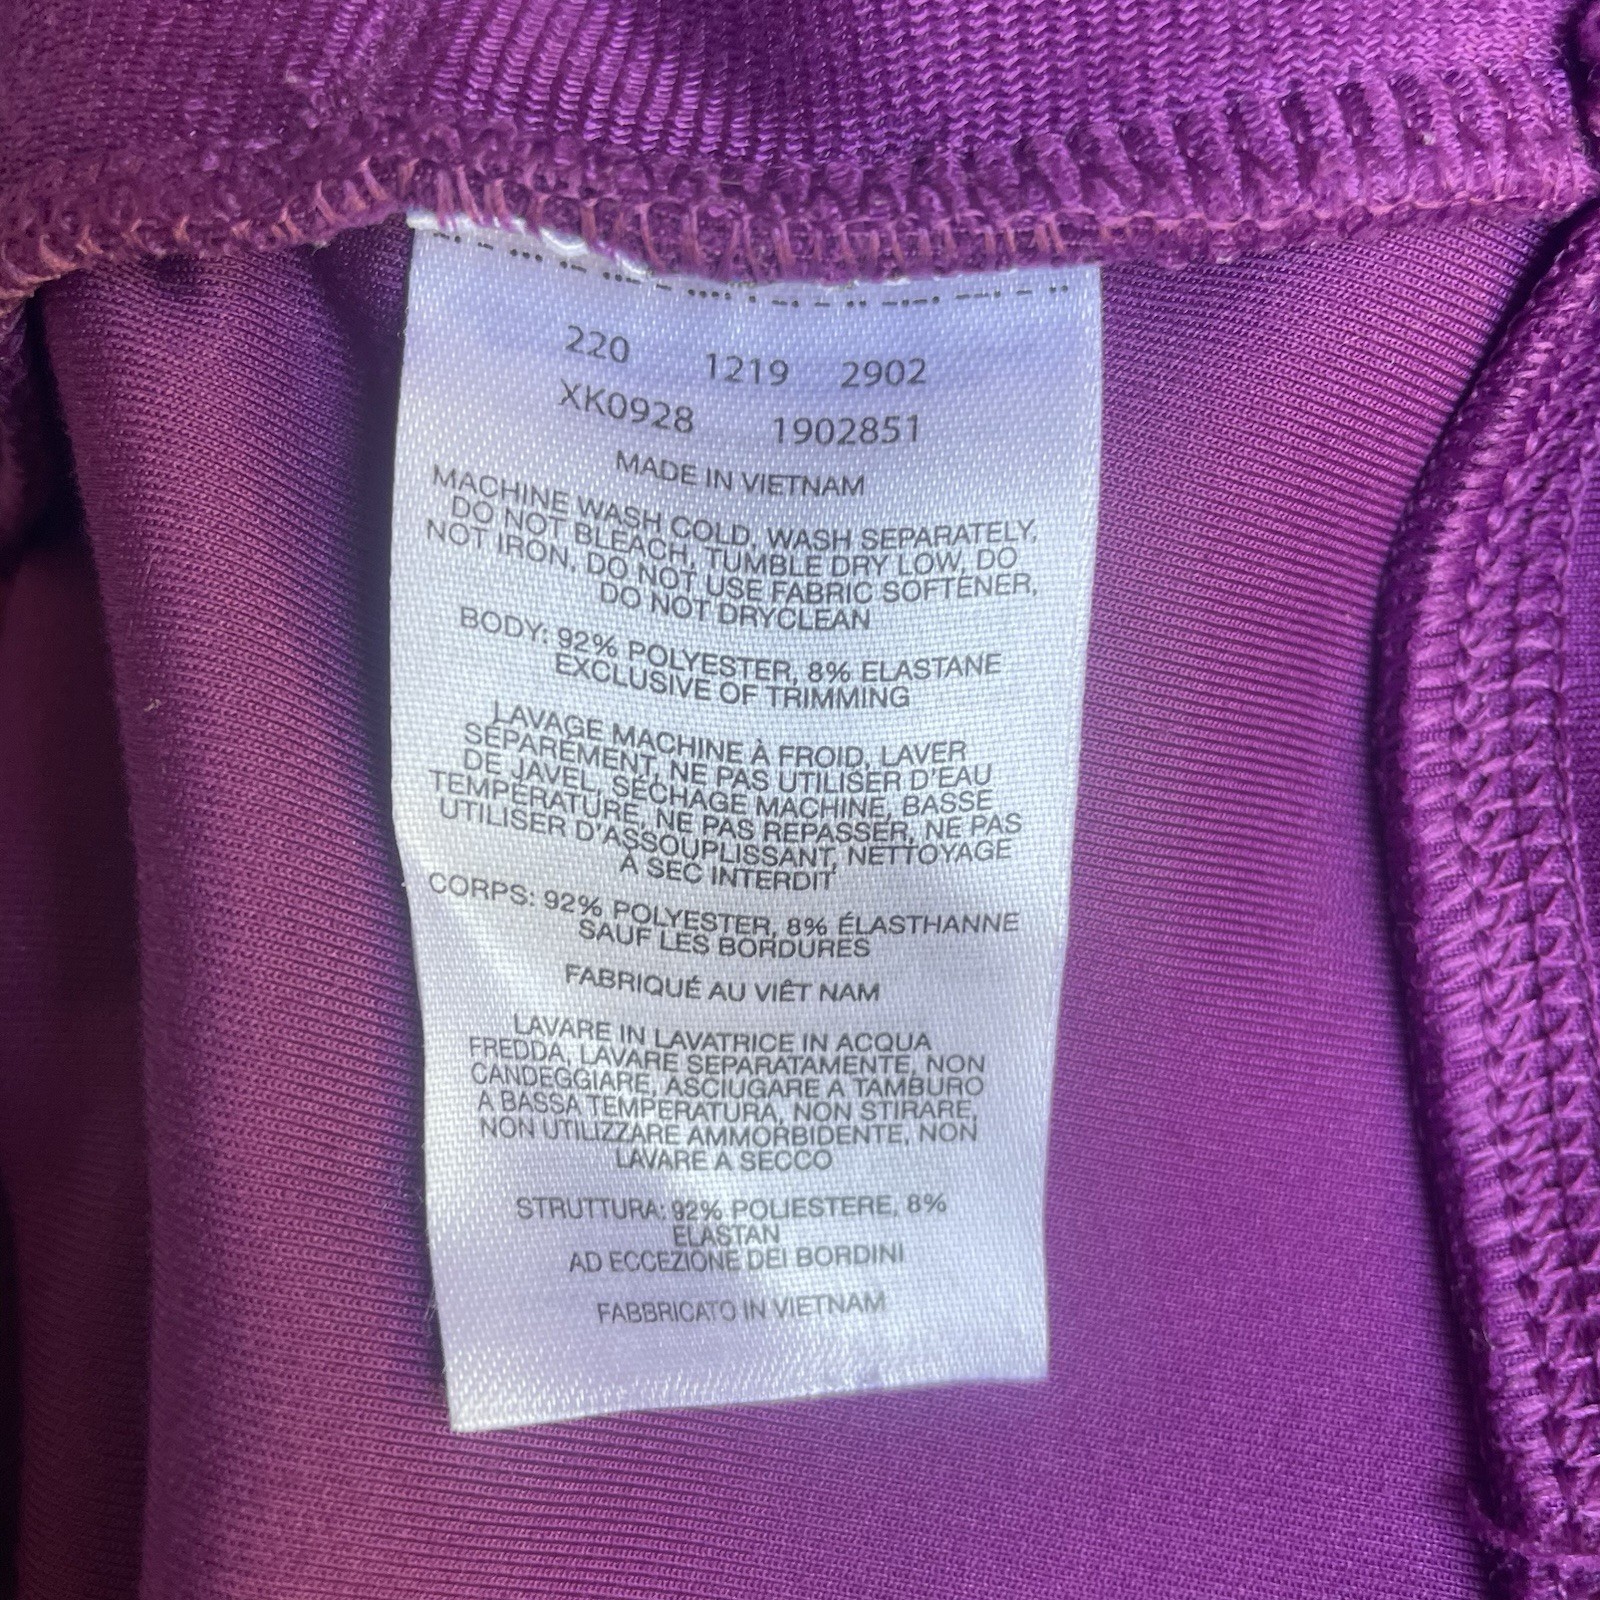 220 1219 2902
XK0928 1902851
MADE IN VIETNAM
MACHINE WASH COLD, WASH SEPARATELY,
DO NOT BLEACH, TUMBLE DRY LOW, DO
NOT IRON, DO NOT USE FABRIC SOFTENER,
DO NOT DRYCLEAN
BODY: 92% POLYESTER, 8% ELASTANE
EXCLUSIVE OF TRIMMING
LAVAGE MACHINE À FROID, LAVER
SÉPARÉMENT, NE PAS UTILISER D'EAU
DE JAVEL, SÉCHAGE MACHINE, BASSE
TEMPÉRATURE, NE PAS REPASSER, NE PAS
UTILISER D'ASSOUPLISSANT, NETTOYAGE
À SEC INTERDIT
CORPS: 92% POLYESTER, 8% ÉLASTHANNE
SAUF LES BORDURES
FABRIQUÉ AU VIÊT NAM
LAVARE IN LAVATRICE IN ACQUA
FREDDA, LAVARE SEPARATAMENTE, NON
CANDEGGIARE, ASCIUGARE A TAMBURO
A BASSA TEMPERATURA, NON STIRARE,
NON UTILIZZARE AMMORBIDENTE, NON
LAVARE A SECCO
STRUTTURA: 92% POLIESTERE, 8%
ELASTAN
AD ECCEZIONE DEI BORDINI
FABBRICATO IN VIETNAM